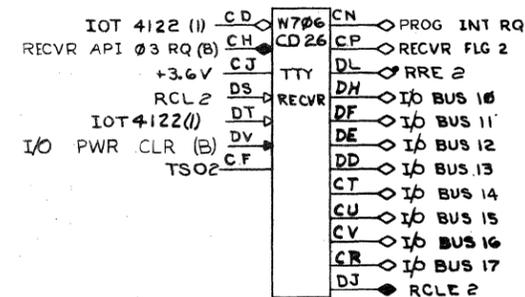 IOT 4122 (1) CD W706 CN PROG INT RQ
RECVR API Ø3 RQ (B) CH CD26 CP RECVR FLG 2
+3.6V CJ TTY DL RRE 2
RCL2 DS RECVR DH I/O BUS 1Ø
IOT4122(1) DT DF I/O BUS 11
I/O PWR CLR (B) DV DE I/O BUS 12
TSO2 CF DD I/O BUS 13
CT I/O BUS 14
CU I/O BUS 15
CV I/O BUS 16
CR I/O BUS 17
DJ RCLE 2